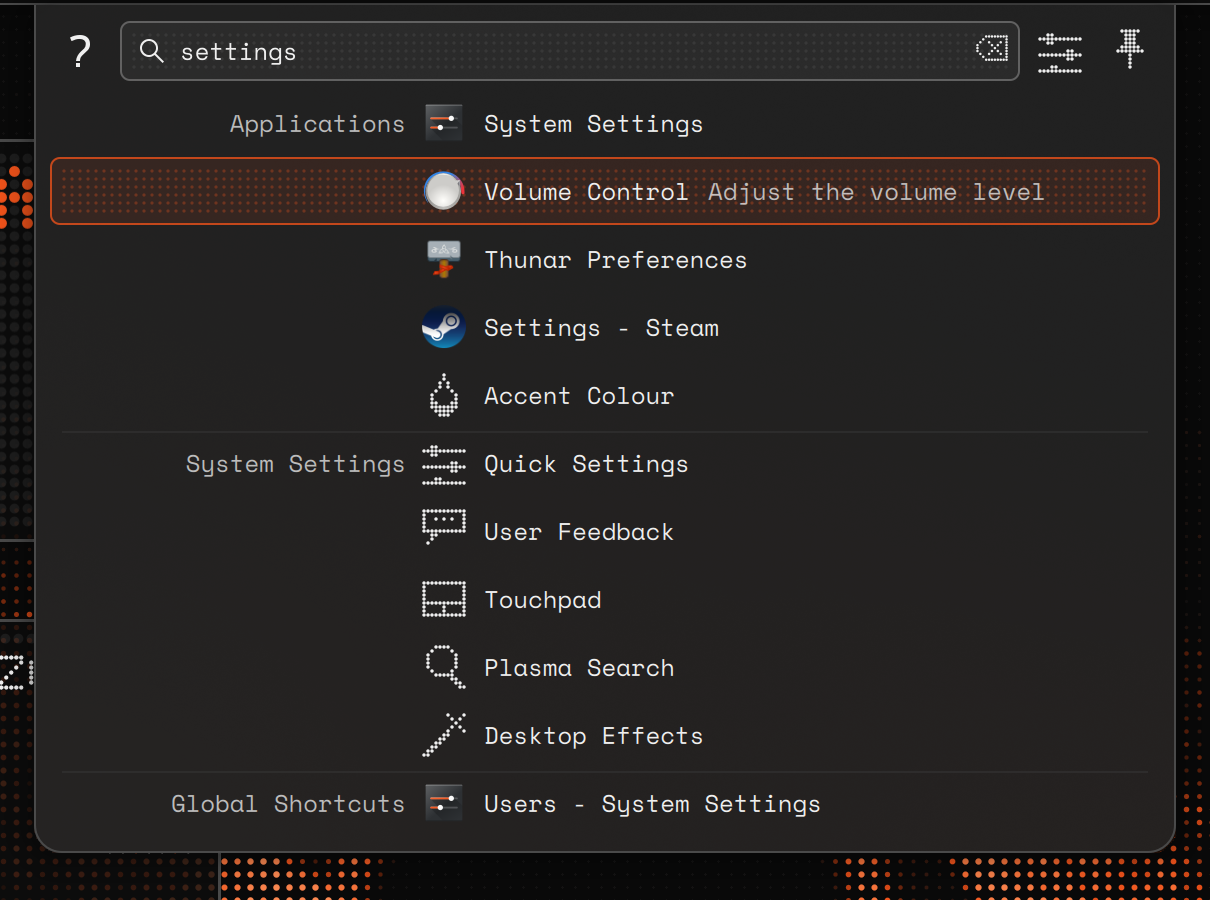 ? settings
Applications System Settings
Volume Control Adjust the volume level
Thunar Preferences
Settings - Steam
Accent Colour
System Settings Quick Settings
User Feedback
Touchpad
Plasma Search
Desktop Effects
Global Shortcuts Users - System Settings